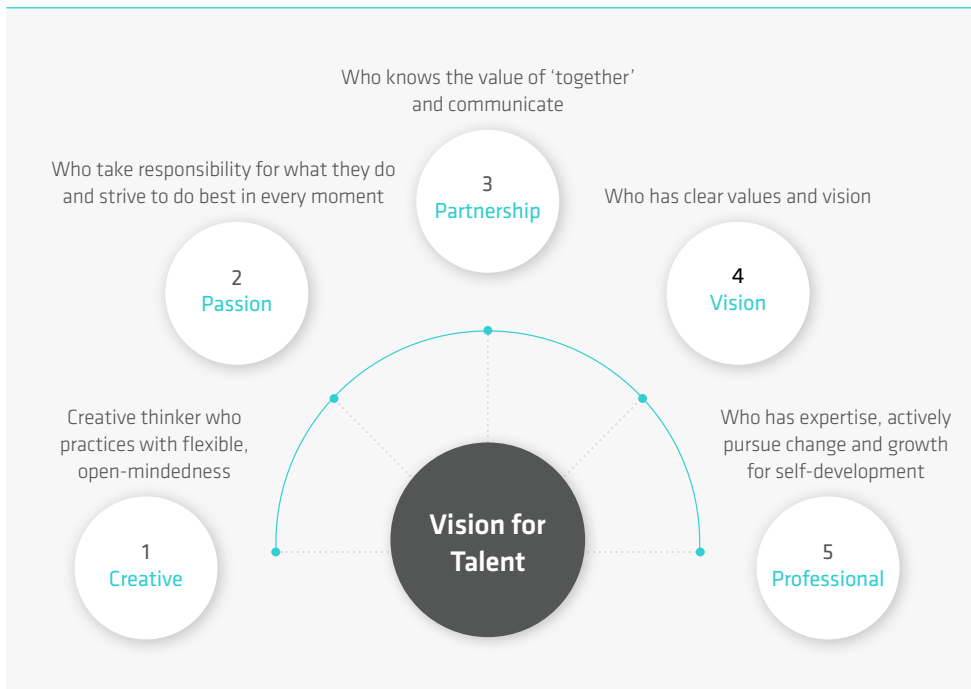 Who knows the value of ‘together’
and communicate
3
Partnership
Who take responsibility for what they do
and strive to do best in every moment
2
Passion
Who has clear values and vision
4
Vision
Creative thinker who
practices with flexible,
open-mindedness
1
Creative
Who has expertise, actively
pursue change and growth
for self-development
5
Professional
Vision for
Talent